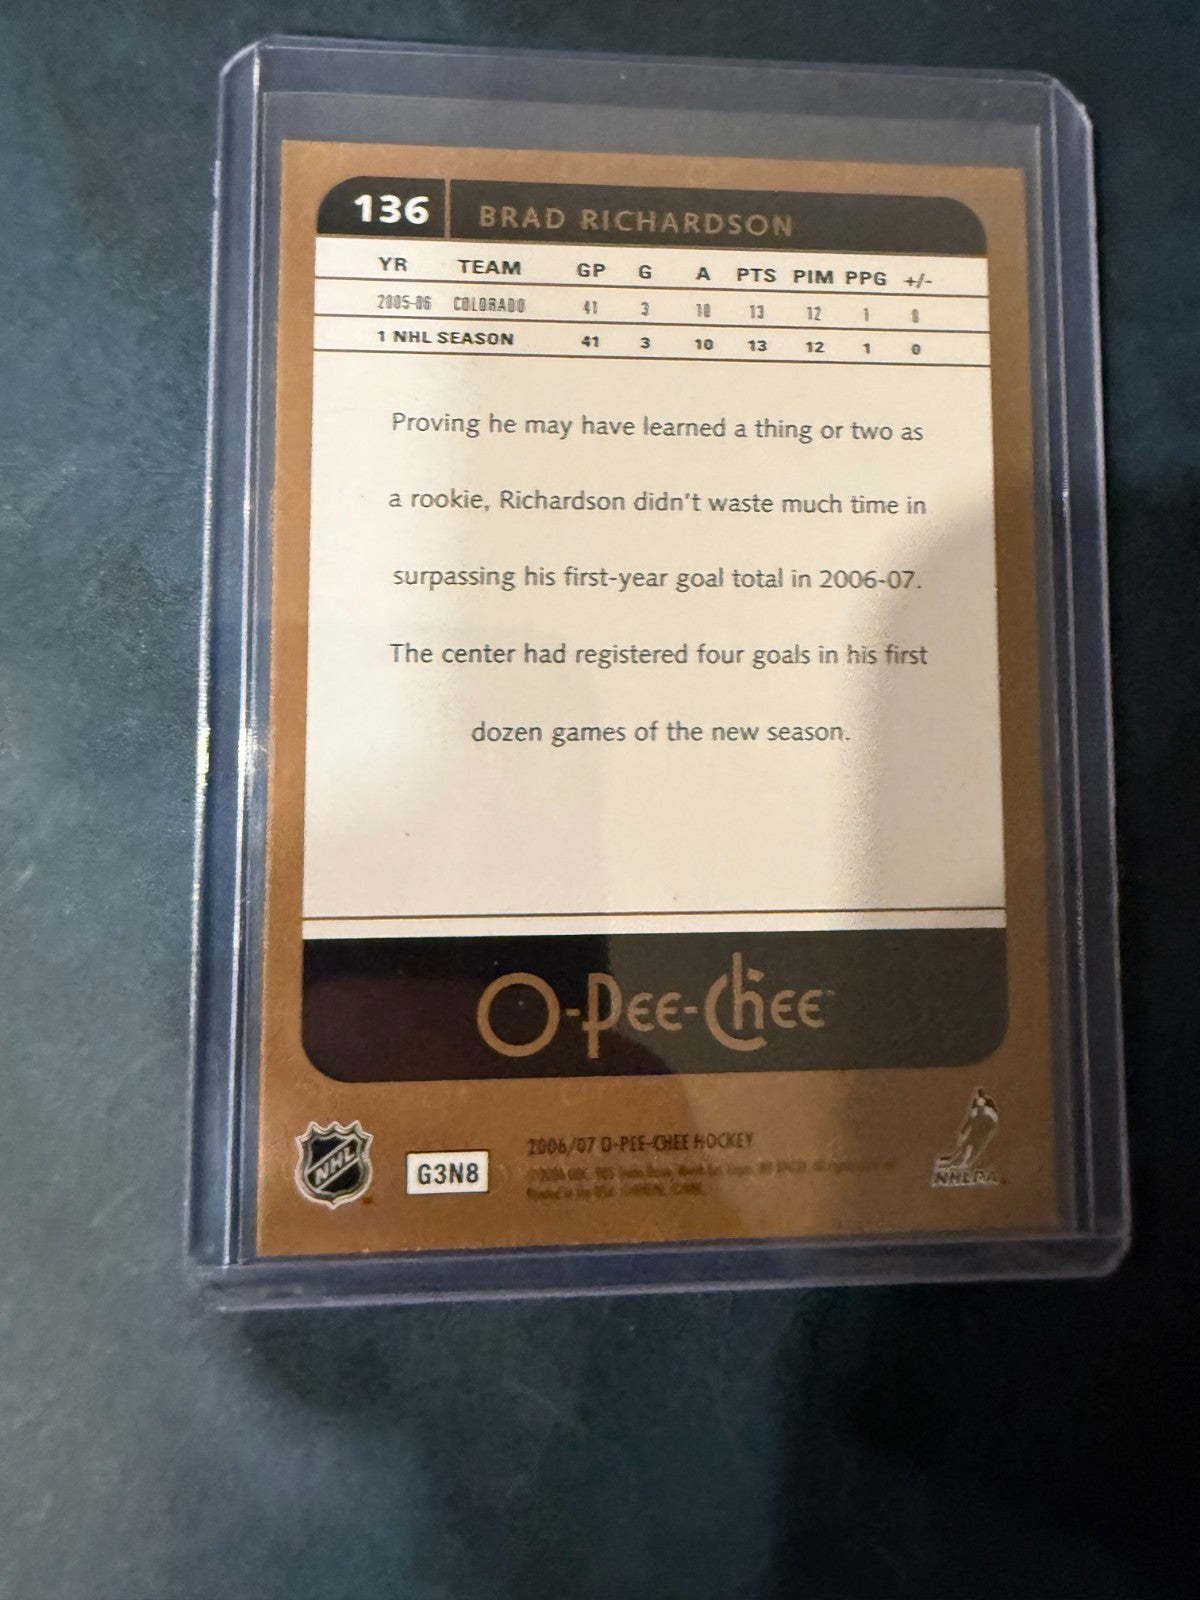 136 BRAD RICHARDSON
YR TEAM GP G A PTS PIM PPG +/-
2005-06 COLORADO 41 3 10 13 12 1 0
1 NHL SEASON 41 3 10 13 12 1 0
Proving he may have learned a thing or two as
a rookie, Richardson didn't waste much time in
surpassing his first-year goal total in 2006-07.
The center had registered four goals in his first
dozen games of the new season.
O-Pee-Chee™
NHL
G3N8
2006/07 O-PEE-CHEE HOCKEY
NHLPA